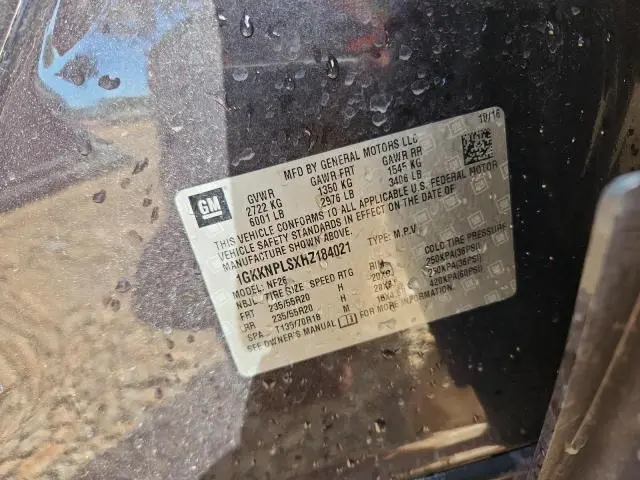 10/16
MFD BY GENERAL MOTORS LLC
GM
GVWR GAWR FRT GAWR RR
2722 KG 1350 KG 1545 KG
6001 LB 2976 LB 3406 LB
THIS VEHICLE CONFORMS TO ALL APPLICABLE U.S. FEDERAL MOTOR
VEHICLE SAFETY STANDARDS IN EFFECT ON THE DATE OF
MANUFACTURE SHOWN ABOVE.
1GKKNPLSXHZ184021 TYPE: M.P.V
MODEL: NF26
NBJ- TIRE SIZE SPEED RTG RIM COLD TIRE PRESSURE
FRT 235/55R20 H 250KPA(36PSI)
RR 235/55R20 H 250KPA(36PSI)
SPA T135/70R18 M 420KPA(60PSI)
SEE OWNER'S MANUAL FOR MORE INFORMATION.